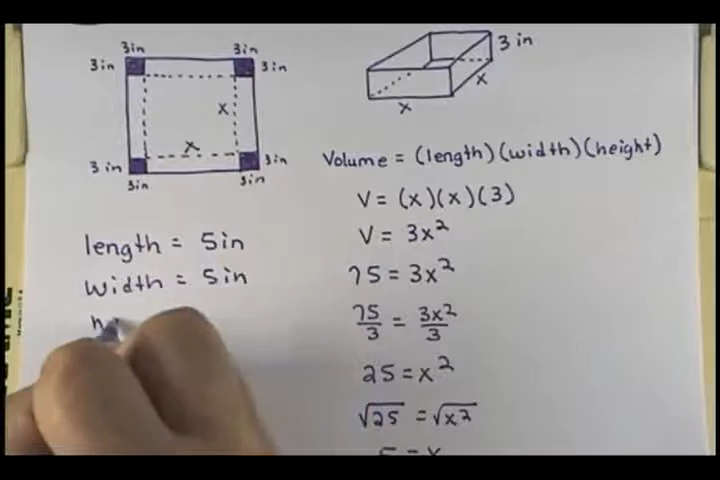 3in 3in
3in 3in
x
x
3 in 3in
3in 3in
3 in
x
x
Volume = (length)(width)(height)
V = (x)(x)(3)
V = 3x²
75 = 3x²
75/3 = 3x²/3
25 = x²
√25 = √x²
5 = x
length = 5in
width = 5in
h